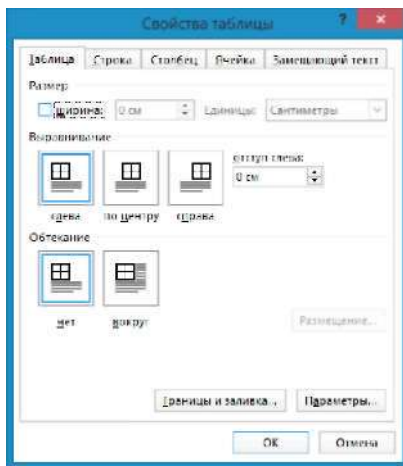 Свойства таблицы ?
Таблица Строка Столбец Ячейка Замещающий текст
Размер
ширина: 0 см Единицы: Сантиметры
Выравнивание
отступ слева:
0 см
слева по центру справа
Обтекание
нет вокруг
Размещение...
Границы и заливка... Параметры...
ОК Отмена